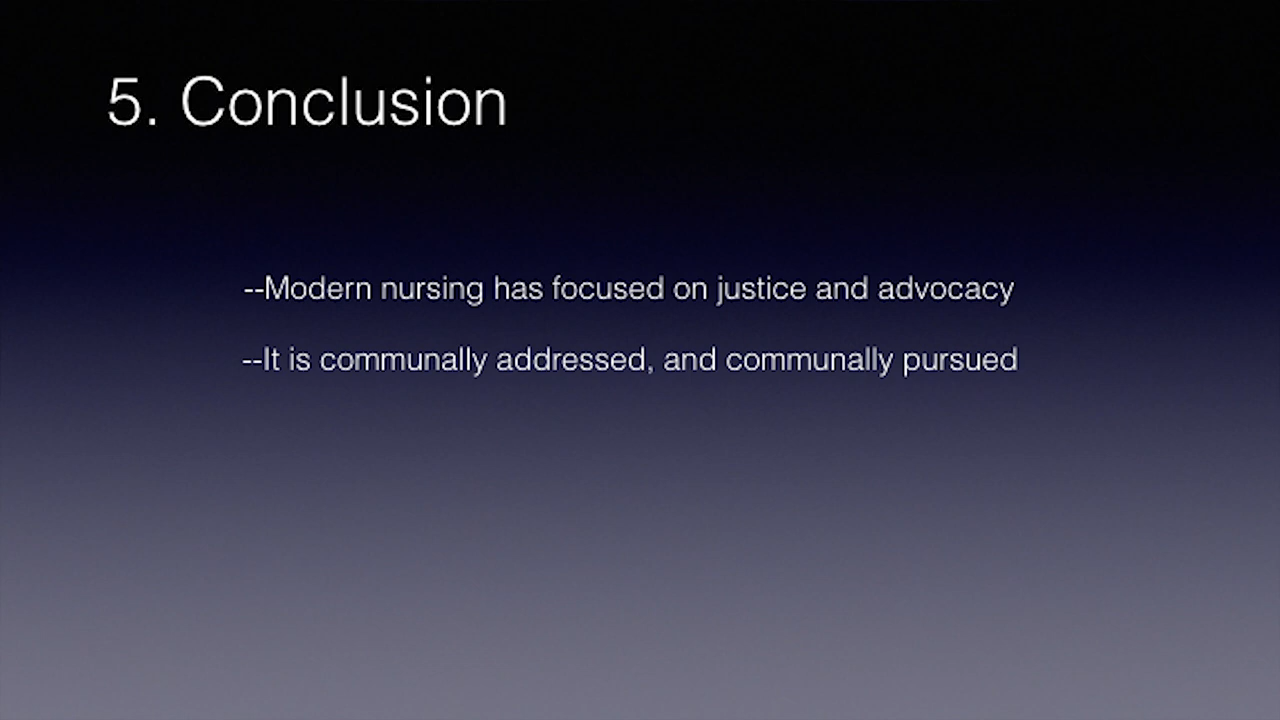 5. Conclusion
--Modern nursing has focused on justice and advocacy
--It is communally addressed, and communally pursued